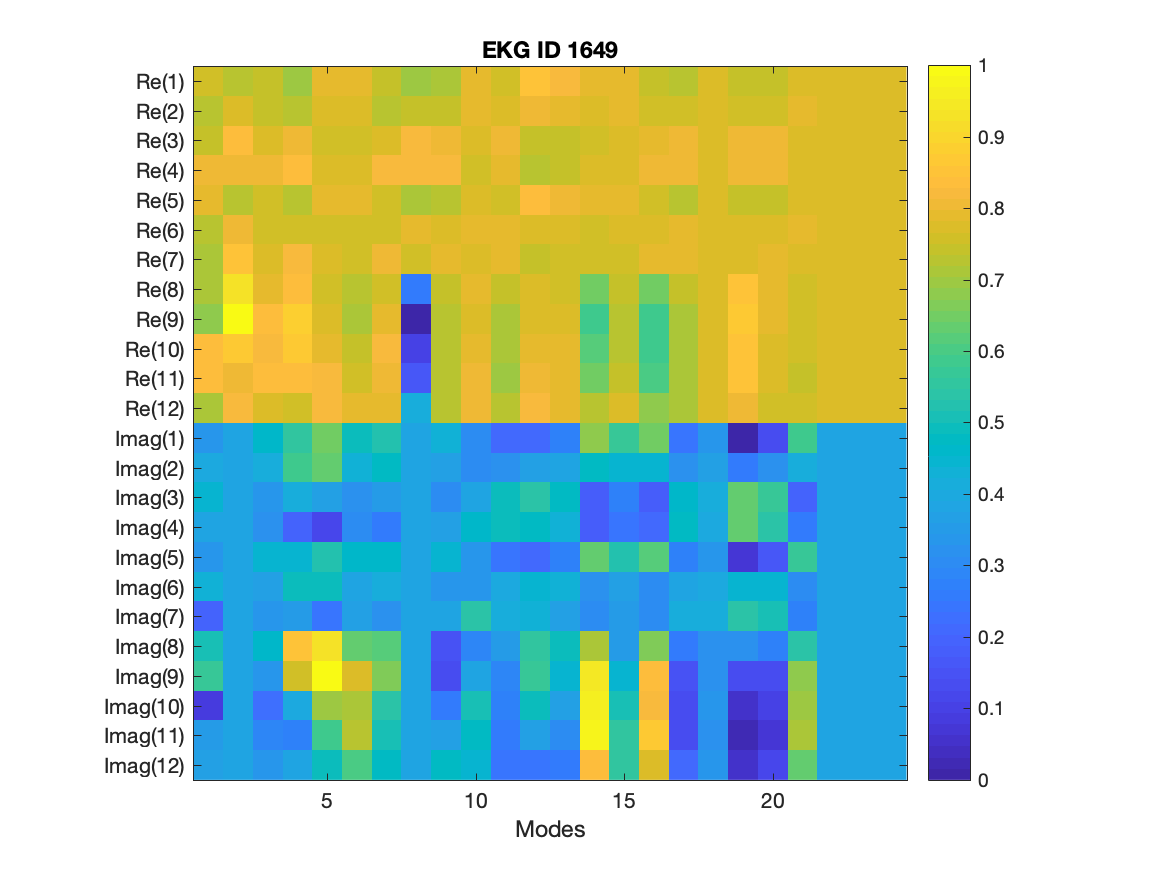 EKG ID 1649
Re(1)
Re(2)
Re(3)
Re(4)
Re(5)
Re(6)
Re(7)
Re(8)
Re(9)
Re(10)
Re(11)
Re(12)
Imag(1)
Imag(2)
Imag(3)
Imag(4)
Imag(5)
Imag(6)
Imag(7)
Imag(8)
Imag(9)
Imag(10)
Imag(11)
Imag(12)
5 10 15 20
Modes
1
0.9
0.8
0.7
0.6
0.5
0.4
0.3
0.2
0.1
0